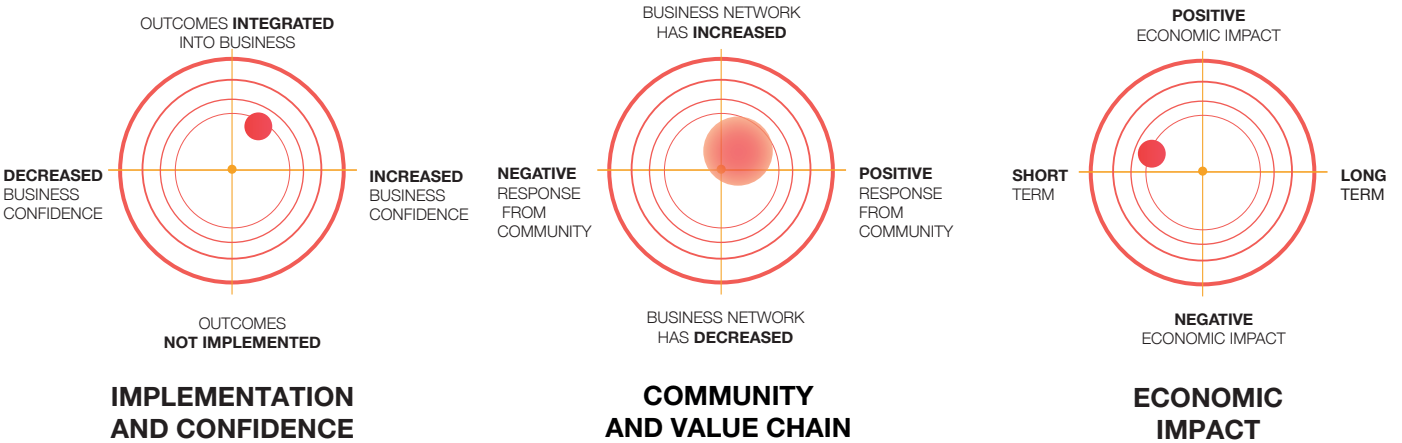 OUTCOMES INTEGRATED
INTO BUSINESS
DECREASED
BUSINESS
CONFIDENCE
INCREASED
BUSINESS
CONFIDENCE
OUTCOMES
NOT IMPLEMENTED
IMPLEMENTATION
AND CONFIDENCE
BUSINESS NETWORK
HAS INCREASED
NEGATIVE
RESPONSE
FROM
COMMUNITY
POSITIVE
RESPONSE
FROM
COMMUNITY
BUSINESS NETWORK
HAS DECREASED
COMMUNITY
AND VALUE CHAIN
POSITIVE
ECONOMIC IMPACT
SHORT
TERM
LONG
TERM
NEGATIVE
ECONOMIC IMPACT
ECONOMIC
IMPACT